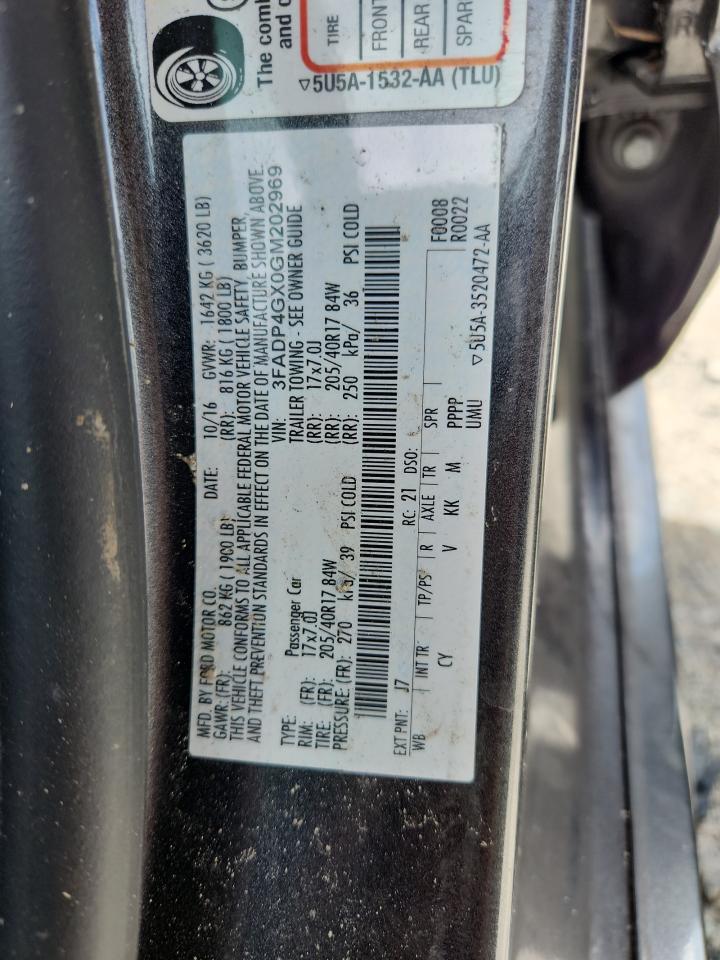 The comb
and c
TIRE
FRONT
REAR
SPAR
▽5U5A-1532-AA (TLU)
MFD. BY FORD MOTOR CO. DATE: 10/16 GVWR: 1642 KG ( 3620 LB)
GAWR: (FR): 862 KG ( 1900 LB) (RR): 816 KG ( 1800 LB)
THIS VEHICLE CONFORMS TO ALL APPLICABLE FEDERAL MOTOR VEHICLE SAFETY, BUMPER,
AND THEFT PREVENTION STANDARDS IN EFFECT ON THE DATE OF MANUFACTURE SHOWN ABOVE.
VIN: 3FADP4GX0GM202969
TYPE: Passenger Car TRAILER TOWING - SEE OWNER GUIDE
RIM: (FR): 17x7.0J (RR): 17x7.0J
TIRE: (FR): 205/40R17 84W (RR): 205/40R17 84W
PRESSURE: (FR): 270 kPa/ 39 PSI COLD (RR): 250 kPa/ 36 PSI COLD
EXT PNT: J7 RC: 21 DSO: F0008
WB INT TR TP/PS R AXLE TR SPR R0022
CY V KK M PPPP
UMU
▽5U5A-3520472-AA